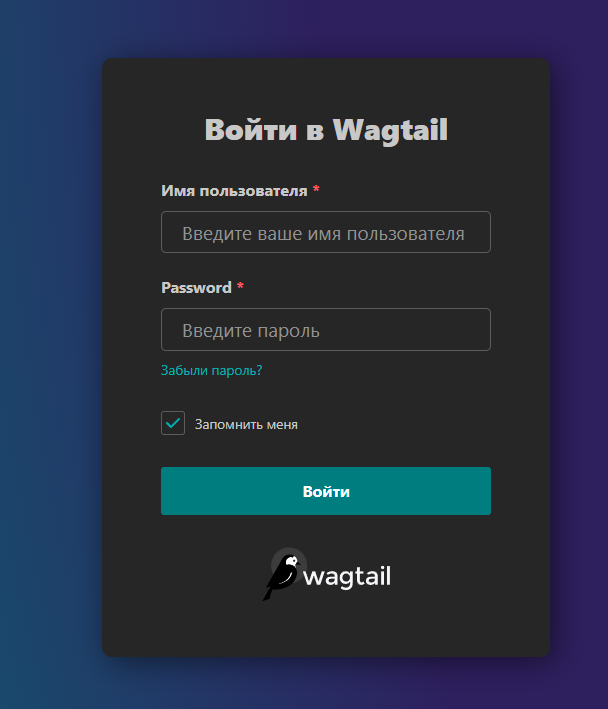 Войти в Wagtail
Имя пользователя *
Введите ваше имя пользователя
Password *
Введите пароль
Забыли пароль?
Запомнить меня
Войти
wagtail